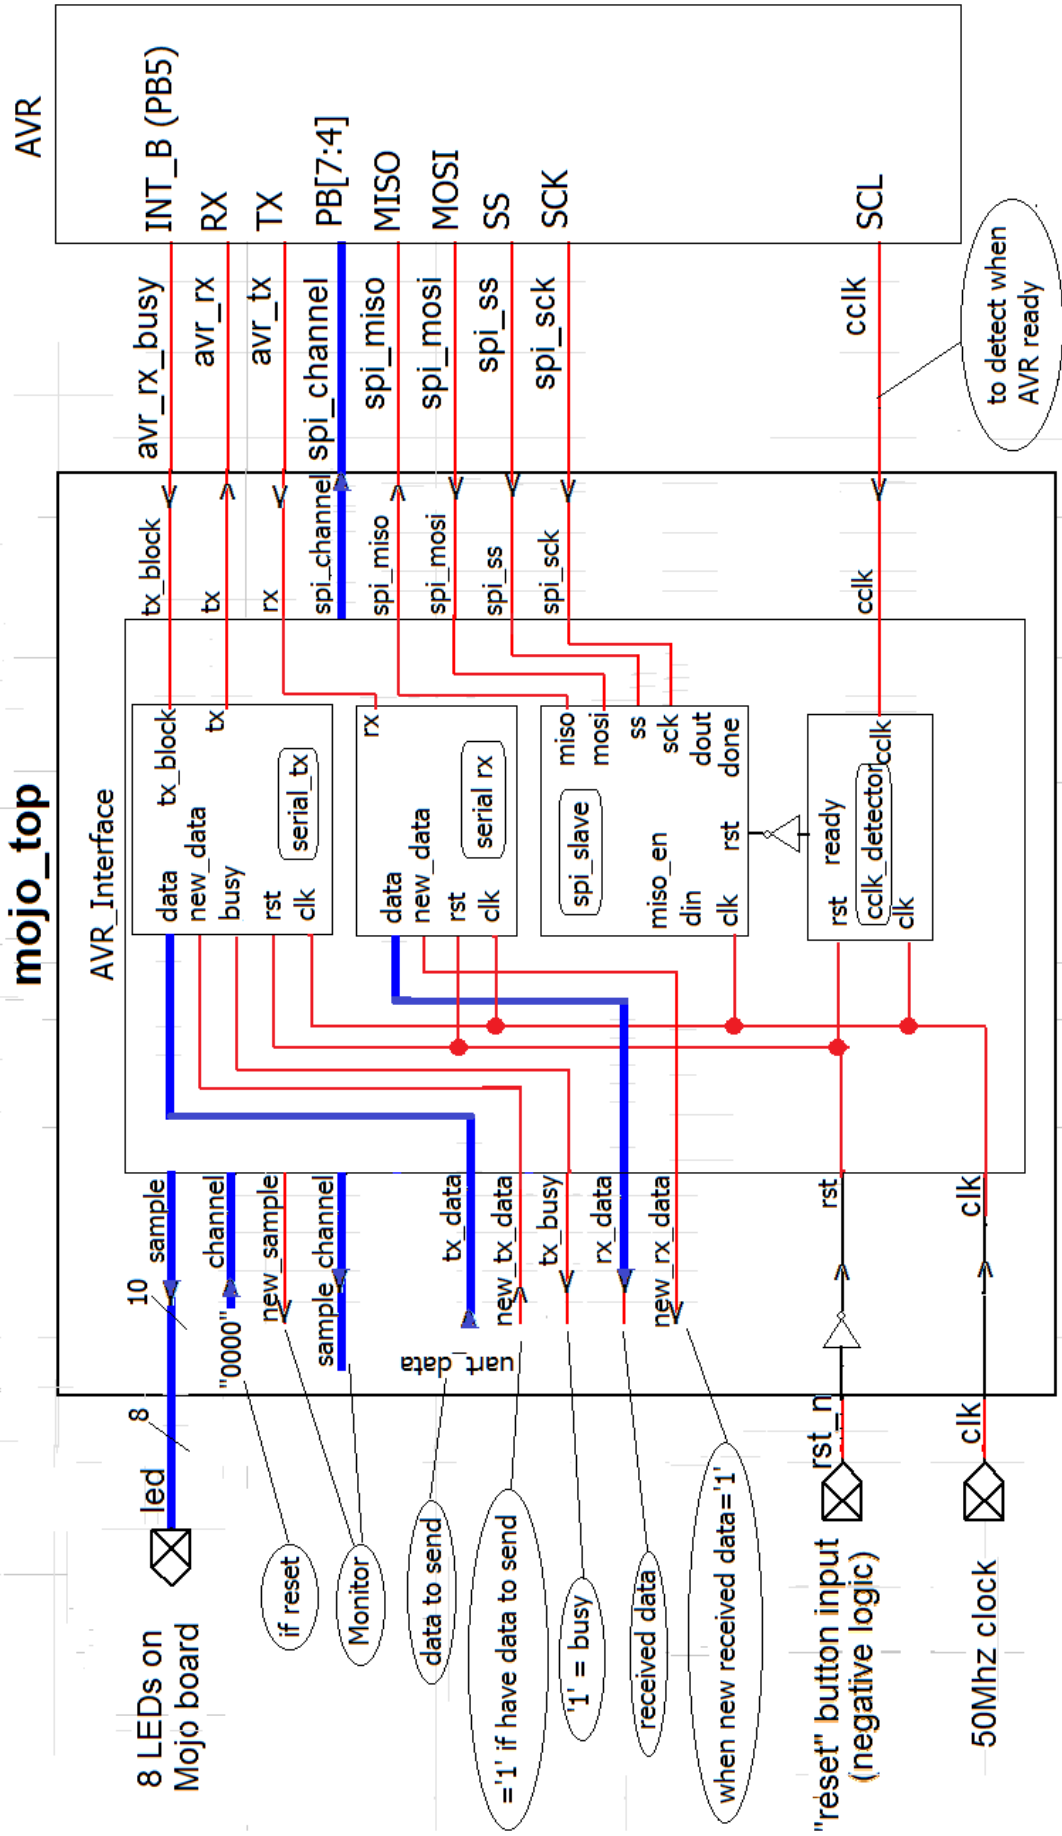 mojo_top
AVR_Interface
AVR
8 LEDs on
Mojo board
led
8
10
sample
"0000"
channel
new_sample
sample_channel
uart_data
tx_data
new_tx_data
tx_busy
rx_data
new_rx_data
if reset
Monitor
data to send
='1' if have data to send
'1' = busy
received data
when new received data='1'
"reset" button input
(negative logic)
rst_n
rst
50Mhz clock
clk
clk
data
new_data
busy
rst
clk
serial_tx
tx_block
tx
data
new_data
rst
clk
serial rx
rx
miso_en
din
clk
rst
spi_slave
miso
mosi
ss
sck
dout
done
rst
clk
ready
cclk_detector
cclk
tx_block
tx
rx
spi_channel
spi_miso
spi_mosi
spi_ss
spi_sck
cclk
avr_rx_busy
avr_rx
avr_tx
spi_channel
spi_miso
spi_mosi
spi_ss
spi_sck
cclk
to detect when
AVR ready
INT_B (PB5)
RX
TX
PB[7:4]
MISO
MOSI
SS
SCK
SCL